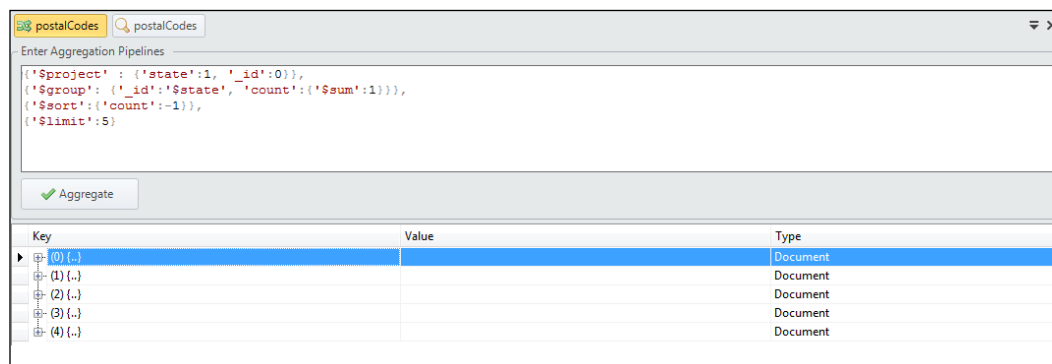 postalCodes postalCodes
Enter Aggregation Pipelines
{'$project' : {'state':1, '_id':0}},
{'$group': {'_id':'$state', 'count':{'$sum':1}}},
{'$sort':{'count':-1}},
{'$limit':5}
Aggregate
Key Value Type
(0) {..} Document
(1) {..} Document
(2) {..} Document
(3) {..} Document
(4) {..} Document